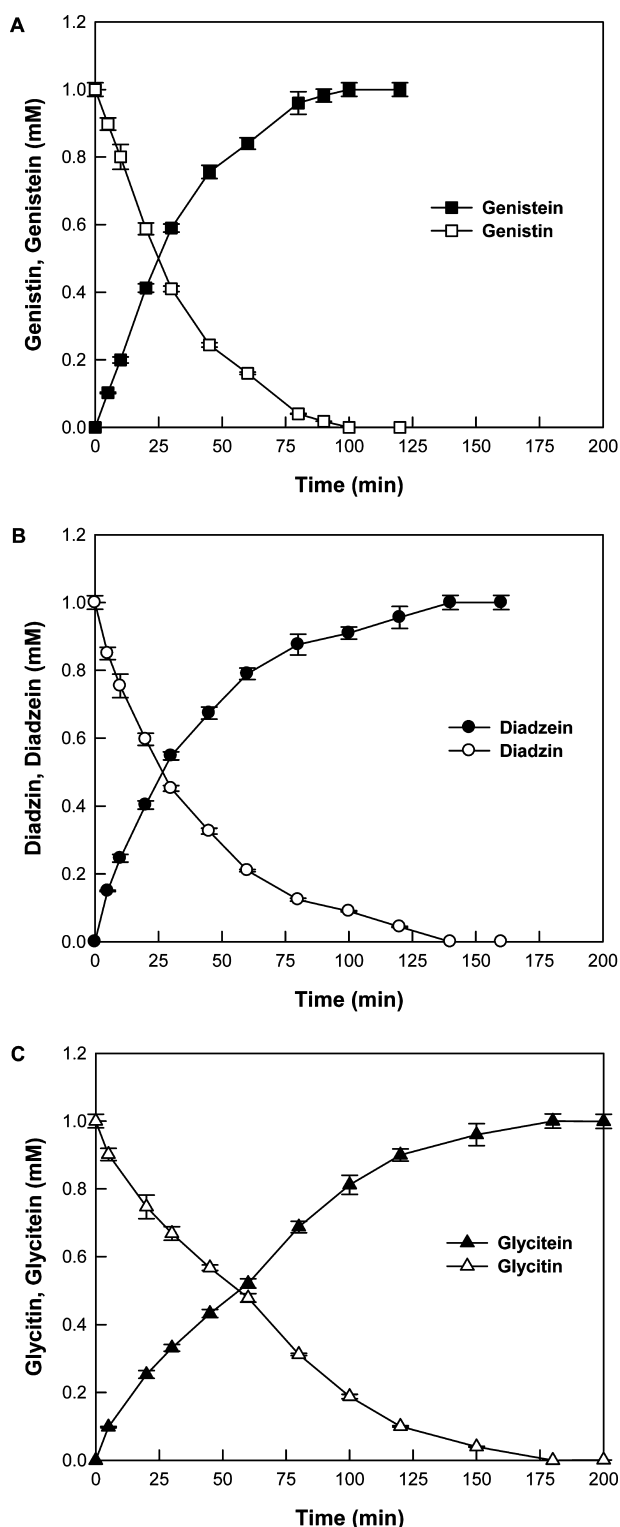 A
Genistin, Genistein (mM)
1.2
1.0
0.8
0.6
0.4
0.2
0.0
Genistein
Genistin
0 25 50 75 100 125 150 175 200
Time (min)
B
Diadzin, Diadzein (mM)
1.2
1.0
0.8
0.6
0.4
0.2
0.0
Diadzein
Diadzin
0 25 50 75 100 125 150 175 200
Time (min)
C
Glycitin, Glycitein (mM)
1.2
1.0
0.8
0.6
0.4
0.2
0.0
Glycitein
Glycitin
0 25 50 75 100 125 150 175 200
Time (min)